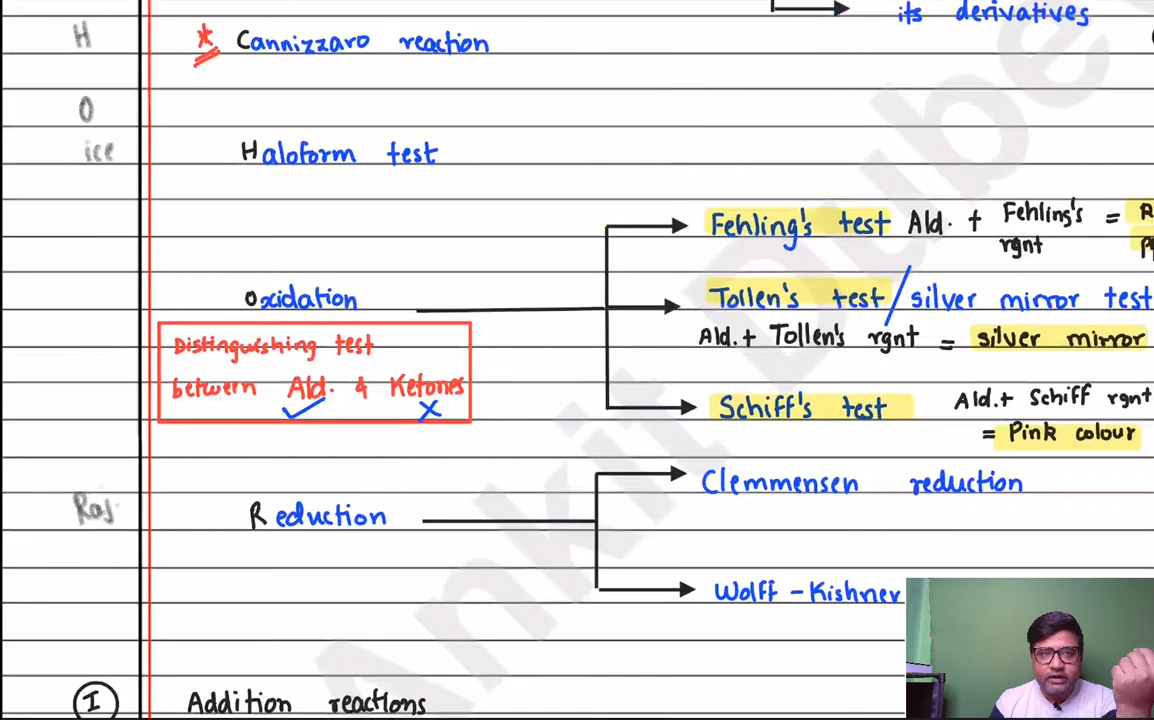 its derivatives
H
* Cannizzaro reaction
O
ice
Haloform test
Fehling's test Ald. + Fehling's rgnt =
Oxidation
Tollen's test / silver mirror test
Ald. + Tollen's rgnt = silver mirror
Distinguishing test
between Ald. & Ketones
Schiff's test Ald. + Schiff rgnt
= Pink colour
Clemmensen reduction
Raj.
Reduction
Wolff - Kishner
I Addition reactions
Ankit Dubey